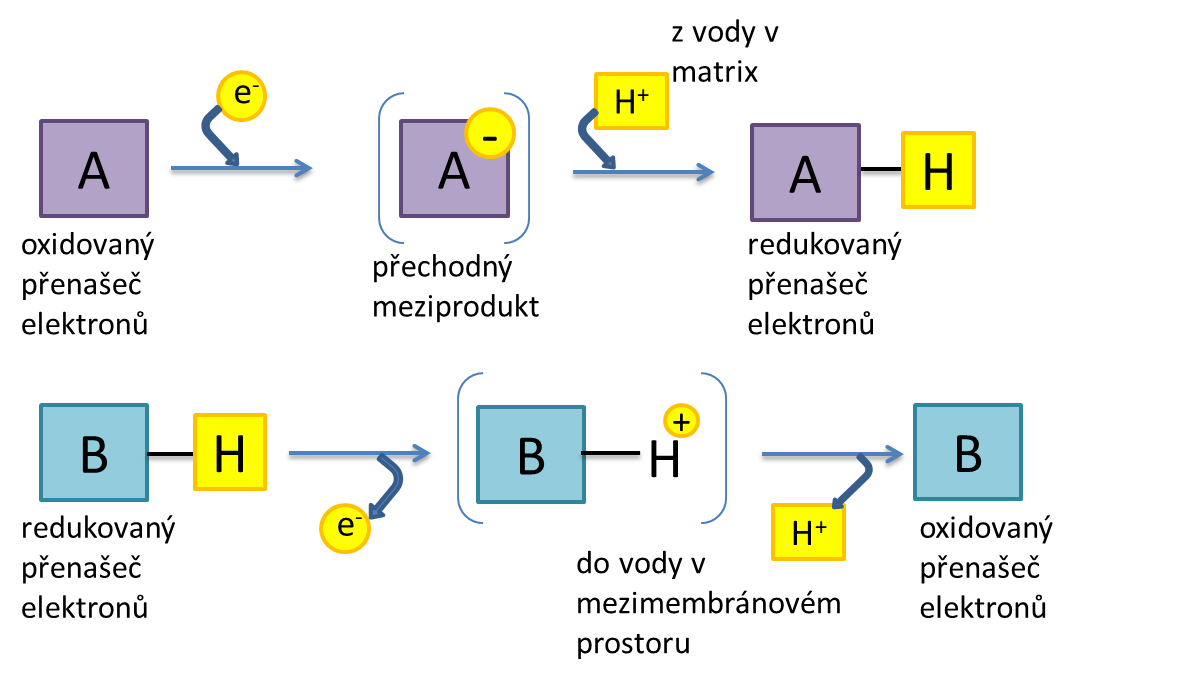 z vody v
matrix
e-
H+
A
A
-
A
H
oxidovaný
přenašeč
elektronů
přechodný
meziprodukt
redukovaný
přenašeč
elektronů
B
H
e-
B
H
+
H+
B
redukovaný
přenašeč
elektronů
do vody v
mezimembránovém
prostoru
oxidovaný
přenašeč
elektronů